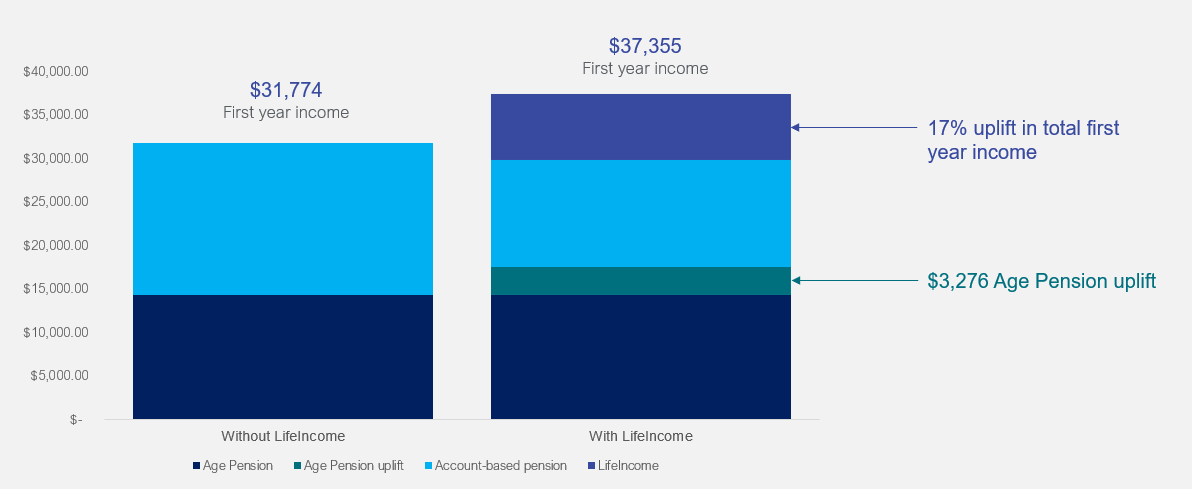 $37,355
First year income
$31,774
First year income
$40,000.00
$35,000.00
$30,000.00
$25,000.00
$20,000.00
$15,000.00
$10,000.00
$5,000.00
$-
17% uplift in total first
year income
$3,276 Age Pension uplift
Without LifeIncome
With LifeIncome
Age Pension
Age Pension uplift
Account-based pension
LifeIncome